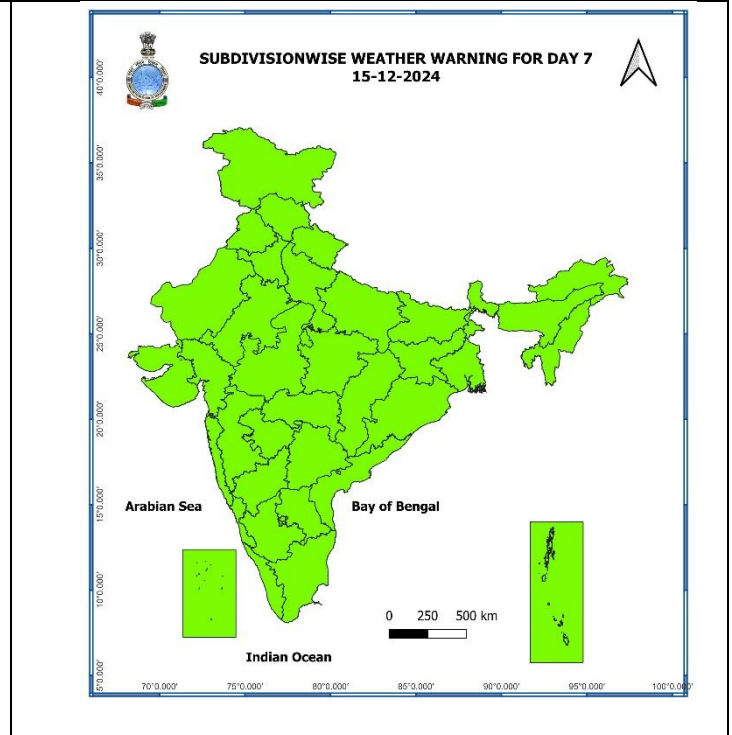 SUBDIVISIONWISE WEATHER WARNING FOR DAY 7
15-12-2024
40°0.000'
35°0.000'
30°0.000'
25°0.000'
20°0.000'
15°0.000'
10°0.000'
5°0.000'
Arabian Sea
Bay of Bengal
0 250 500 km
Indian Ocean
70°0.000' 75°0.000' 80°0.000' 85°0.000' 90°0.000' 95°0.000' 100°0.000'